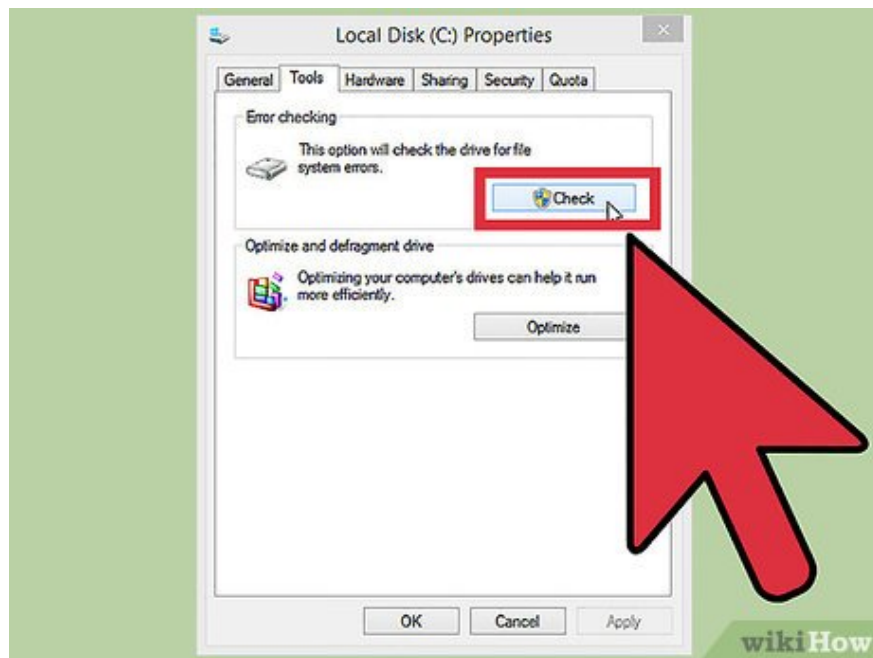 Local Disk (C:) Properties
General Tools Hardware Sharing Security Quota
Error checking
This option will check the drive for file
system errors.
Check
Optimize and defragment drive
Optimizing your computer's drives can help it run
more efficiently.
Optimize
OK Cancel Apply
wikiHow